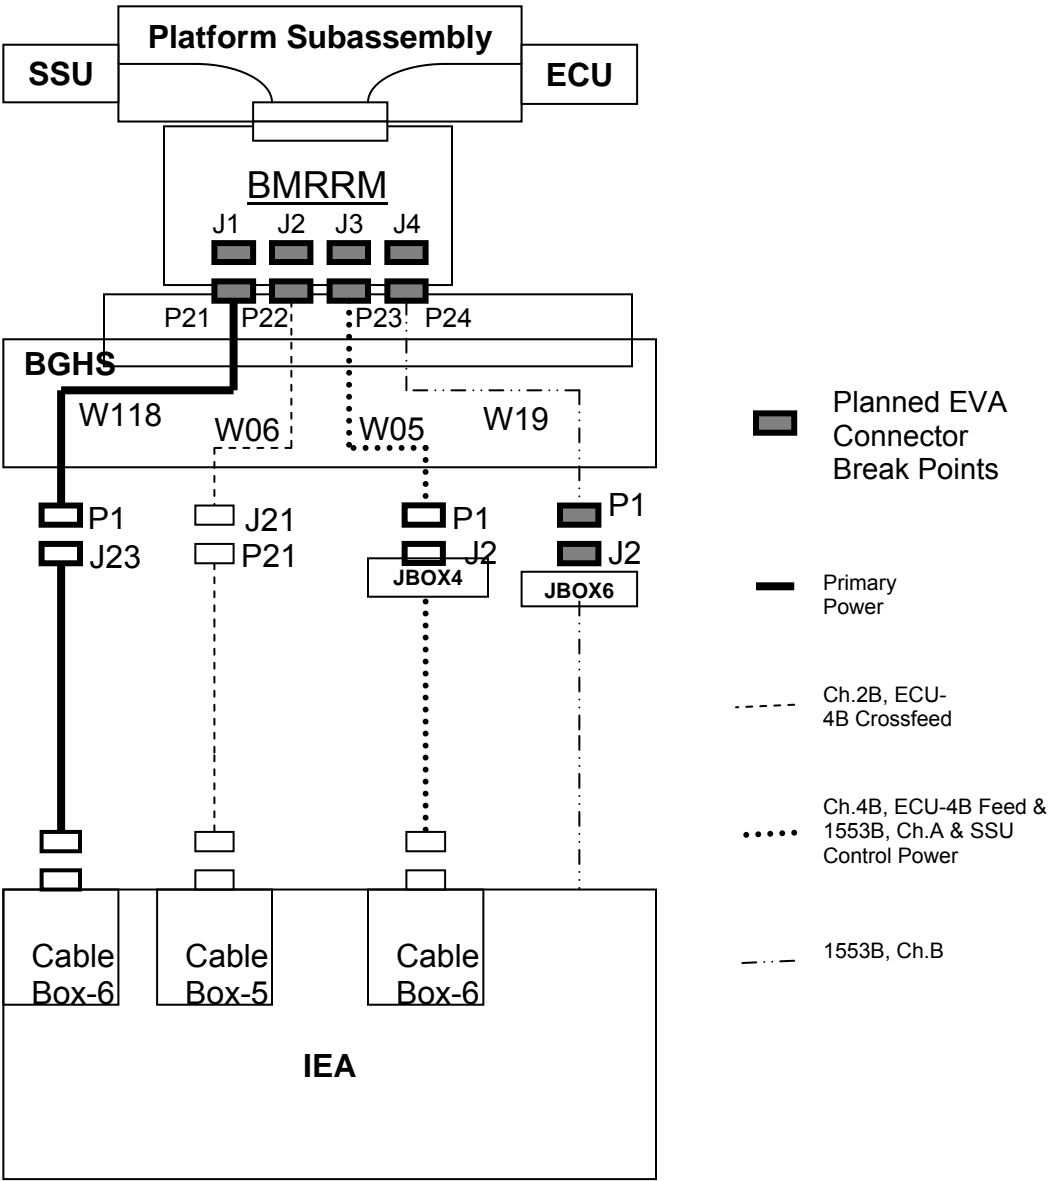 Platform Subassembly
SSU
ECU
BMRRM
J1
J2
J3
J4
P21
P22
P23
P24
BGHS
W118
W06
W05
W19
P1
J23
J21
P21
P1
J2
JBOX4
P1
J2
JBOX6
Cable
Box-6
Cable
Box-5
Cable
Box-6
IEA
Planned EVA
Connector
Break Points
Primary
Power
Ch.2B, ECU-
4B Crossfeed
Ch.4B, ECU-4B Feed &
1553B, Ch.A & SSU
Control Power
1553B, Ch.B